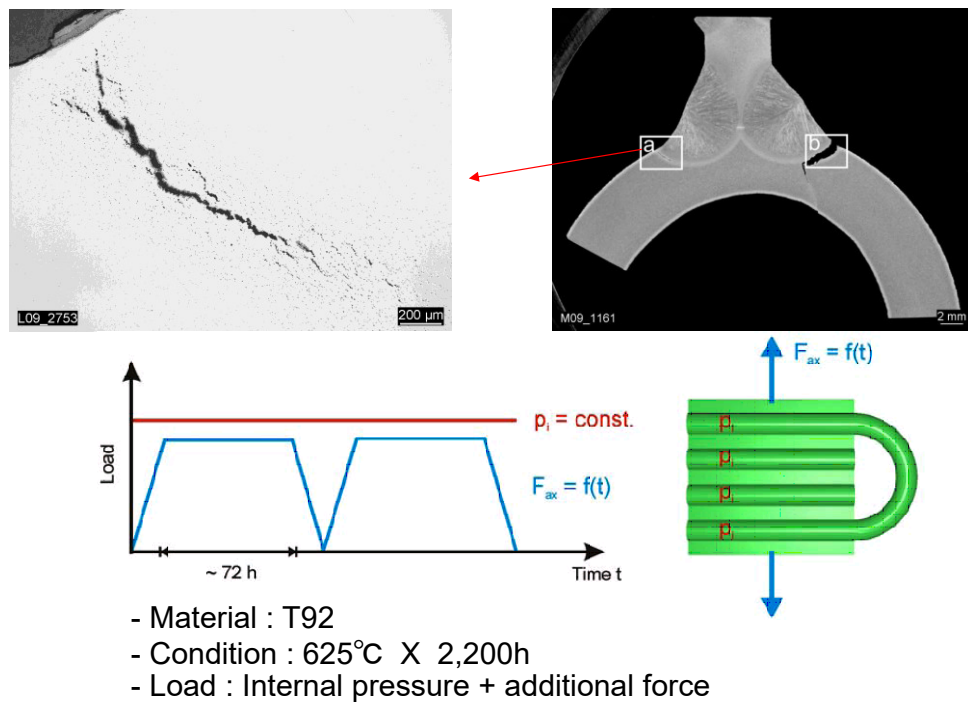 L09_2753
200 µm
a
b
M09_1161
2 mm
Load
pᵢ = const.
Fₐₓ = f(t)
~ 72 h
Time t
Fₐₓ = f(t)
pᵢ
pᵢ
pᵢ
pᵢ
- Material : T92
- Condition : 625℃ X 2,200h
- Load : Internal pressure + additional force